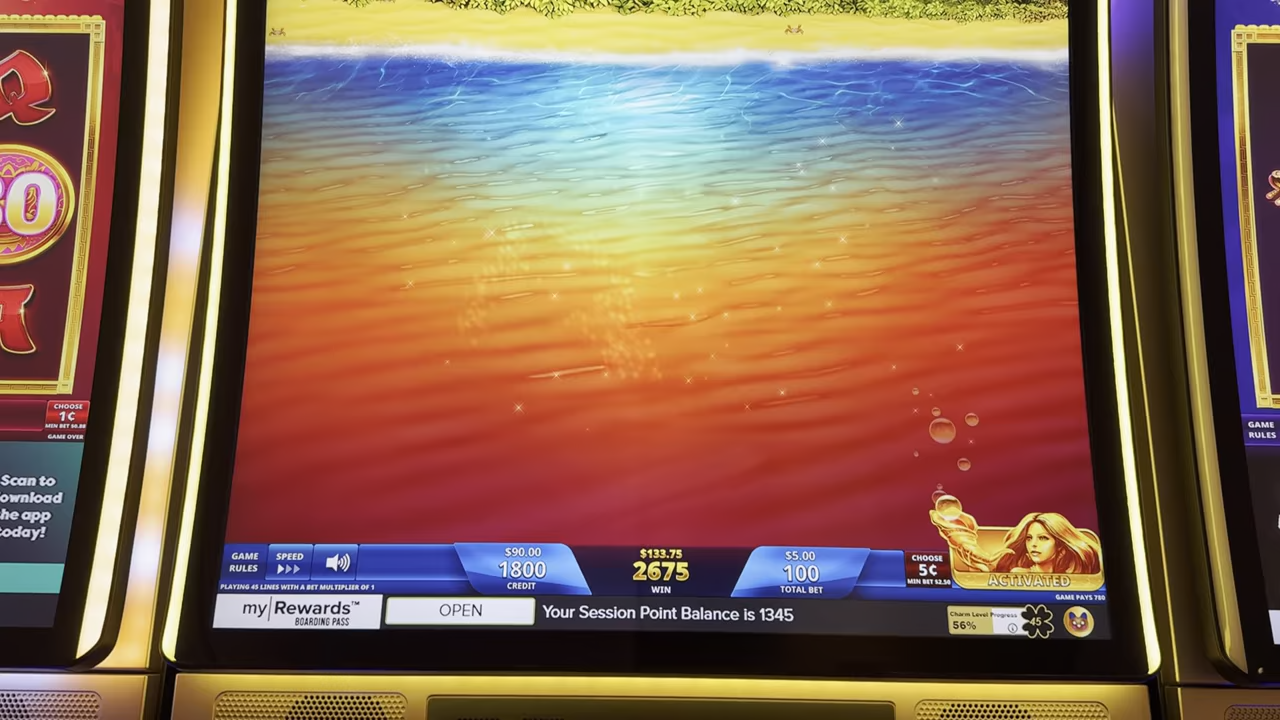 CHOOSE
1¢
GAME OVER
Scan to
download
the app
today!
GAME
RULES
SPEED
$90.00
1800
CREDIT
$133.75
2675
WIN
$5.00
100
TOTAL BET
CHOOSE
5¢
MIN BET $2.50
ACTIVATED
PLAYING 45 LINES WITH A BET MULTIPLIER OF 1
GAME PAYS 780
my|Rewards™
BOARDING PASS
OPEN
Your Session Point Balance is 1345
Charm Level Progress
56%
45
GAME
RULES